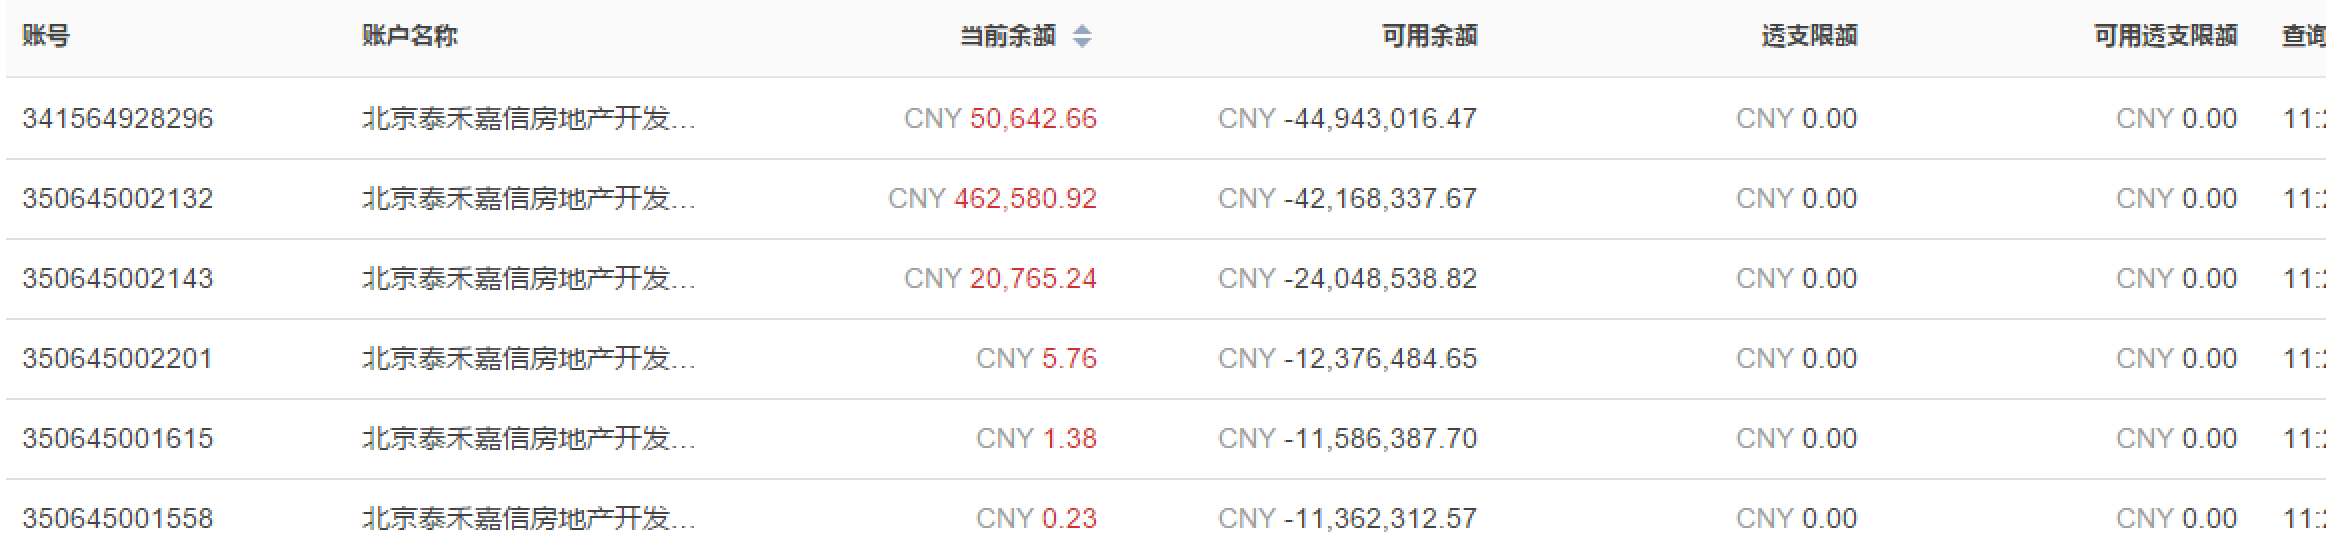 账号 账户名称 当前余额 可用余额 透支限额 可用透支限额 查询
341564928296 北京泰禾嘉信房地产开发... CNY 50,642.66 CNY -44,943,016.47 CNY 0.00 CNY 0.00 11:
350645002132 北京泰禾嘉信房地产开发... CNY 462,580.92 CNY -42,168,337.67 CNY 0.00 CNY 0.00 11:
350645002143 北京泰禾嘉信房地产开发... CNY 20,765.24 CNY -24,048,538.82 CNY 0.00 CNY 0.00 11:
350645002201 北京泰禾嘉信房地产开发... CNY 5.76 CNY -12,376,484.65 CNY 0.00 CNY 0.00 11:
350645001615 北京泰禾嘉信房地产开发... CNY 1.38 CNY -11,586,387.70 CNY 0.00 CNY 0.00 11:
350645001558 北京泰禾嘉信房地产开发... CNY 0.23 CNY -11,362,312.57 CNY 0.00 CNY 0.00 11: